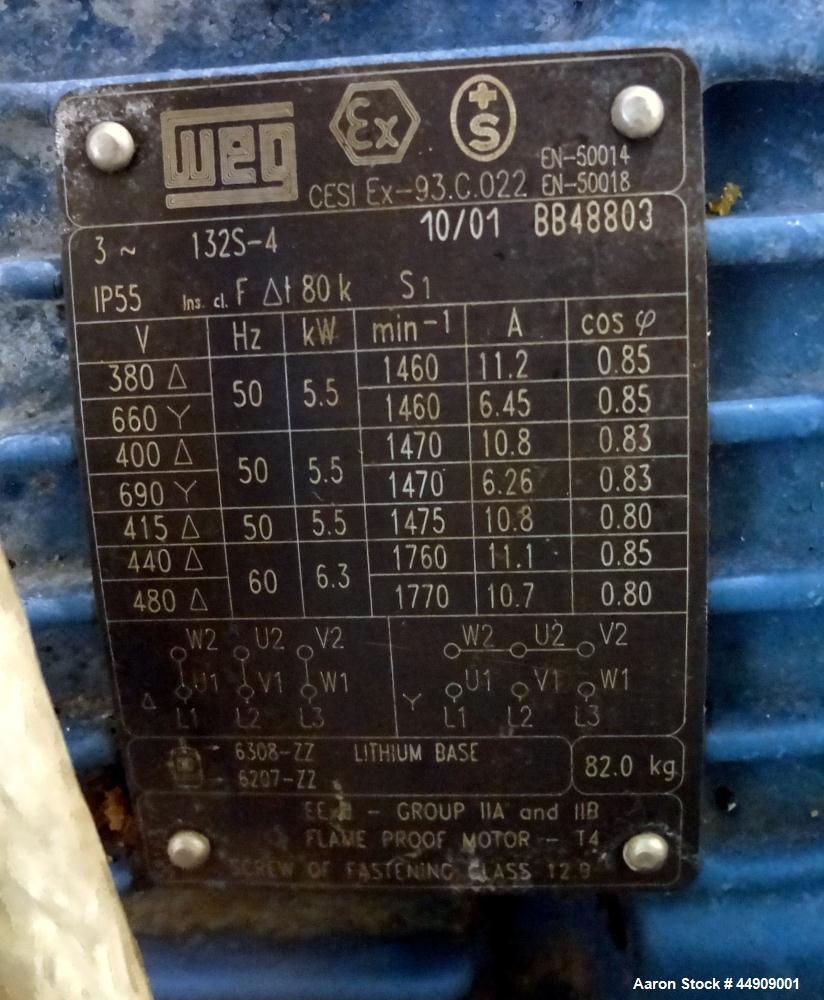 weg Ex +S
CESI Ex-93.C.022 EN-50014 EN-50018
3 ~ 132S-4 10/01 BB48803
IP55 Ins. cl. F Δt 80 k S1
V Hz kW min⁻¹ A cos φ
380 Δ 50 5.5 1460 11.2 0.85
660 Y 1460 6.45 0.85
400 Δ 50 5.5 1470 10.8 0.83
690 Y 1470 6.26 0.83
415 Δ 50 5.5 1475 10.8 0.80
440 Δ 60 6.3 1760 11.1 0.85
480 Δ 1770 10.7 0.80
W2 U2 V2 W2 U2 V2
Δ U1 V1 W1 Y U1 V1 W1
L1 L2 L3 L1 L2 L3
6308-ZZ LITHIUM BASE
6207-ZZ
82.0 kg
- GROUP IIA and IIB
FLAME PROOF MOTOR - T4
SCREW OF FASTENING CLASS 12.9
Aaron Stock # 44909001